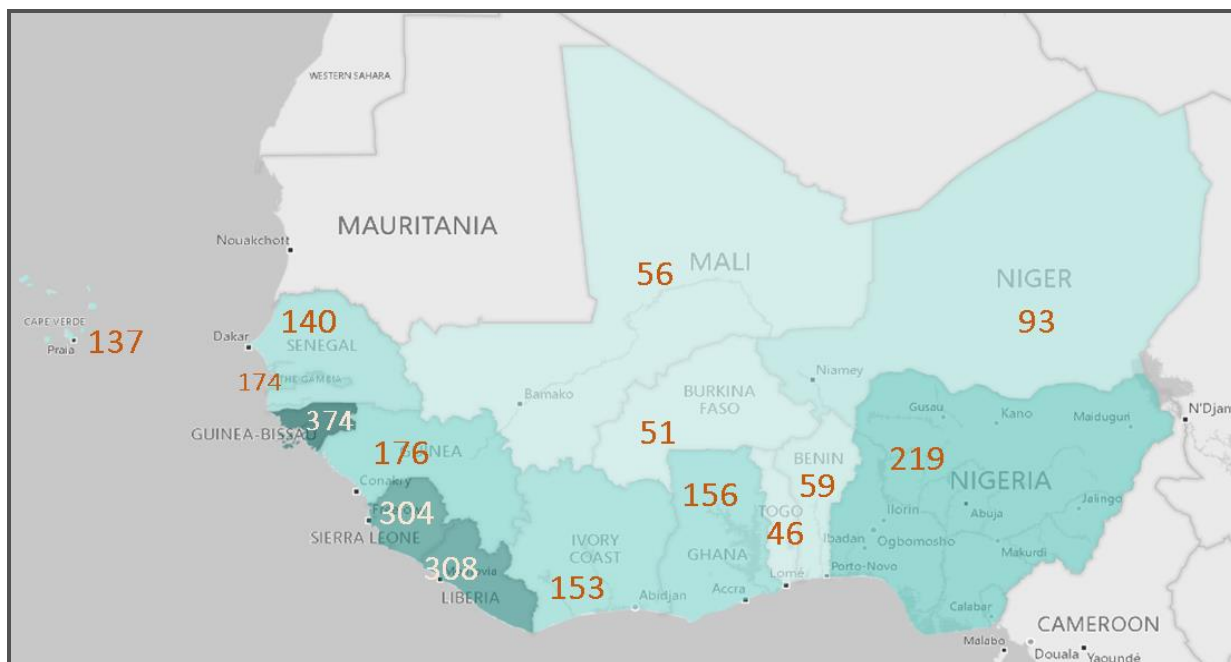 WESTERN SAHARA
MAURITANIA
Nouakchott
MALI
56
NIGER
93
CAPE VERDE
Praia
137
140
Dakar
SENEGAL
174
THE GAMBIA
374
GUINEA-BISSAU
176
GUINEA
Conakry
304
SIERRA LEONE
308
LIBERIA
Bamako
Niamey
BURKINA
FASO
51
IVORY
COAST
153
Abidjan
156
GHANA
Accra
BENIN
59
TOGO
46
Lomé
Porto-Novo
Gusau
Kano
Maiduguri
N'Djam
219
NIGERIA
Jalingo
Ilorin
Abuja
Ibadan
Ogbomosho
Makurdi
Calabar
Malabo
CAMEROON
Douala
Yaoundé